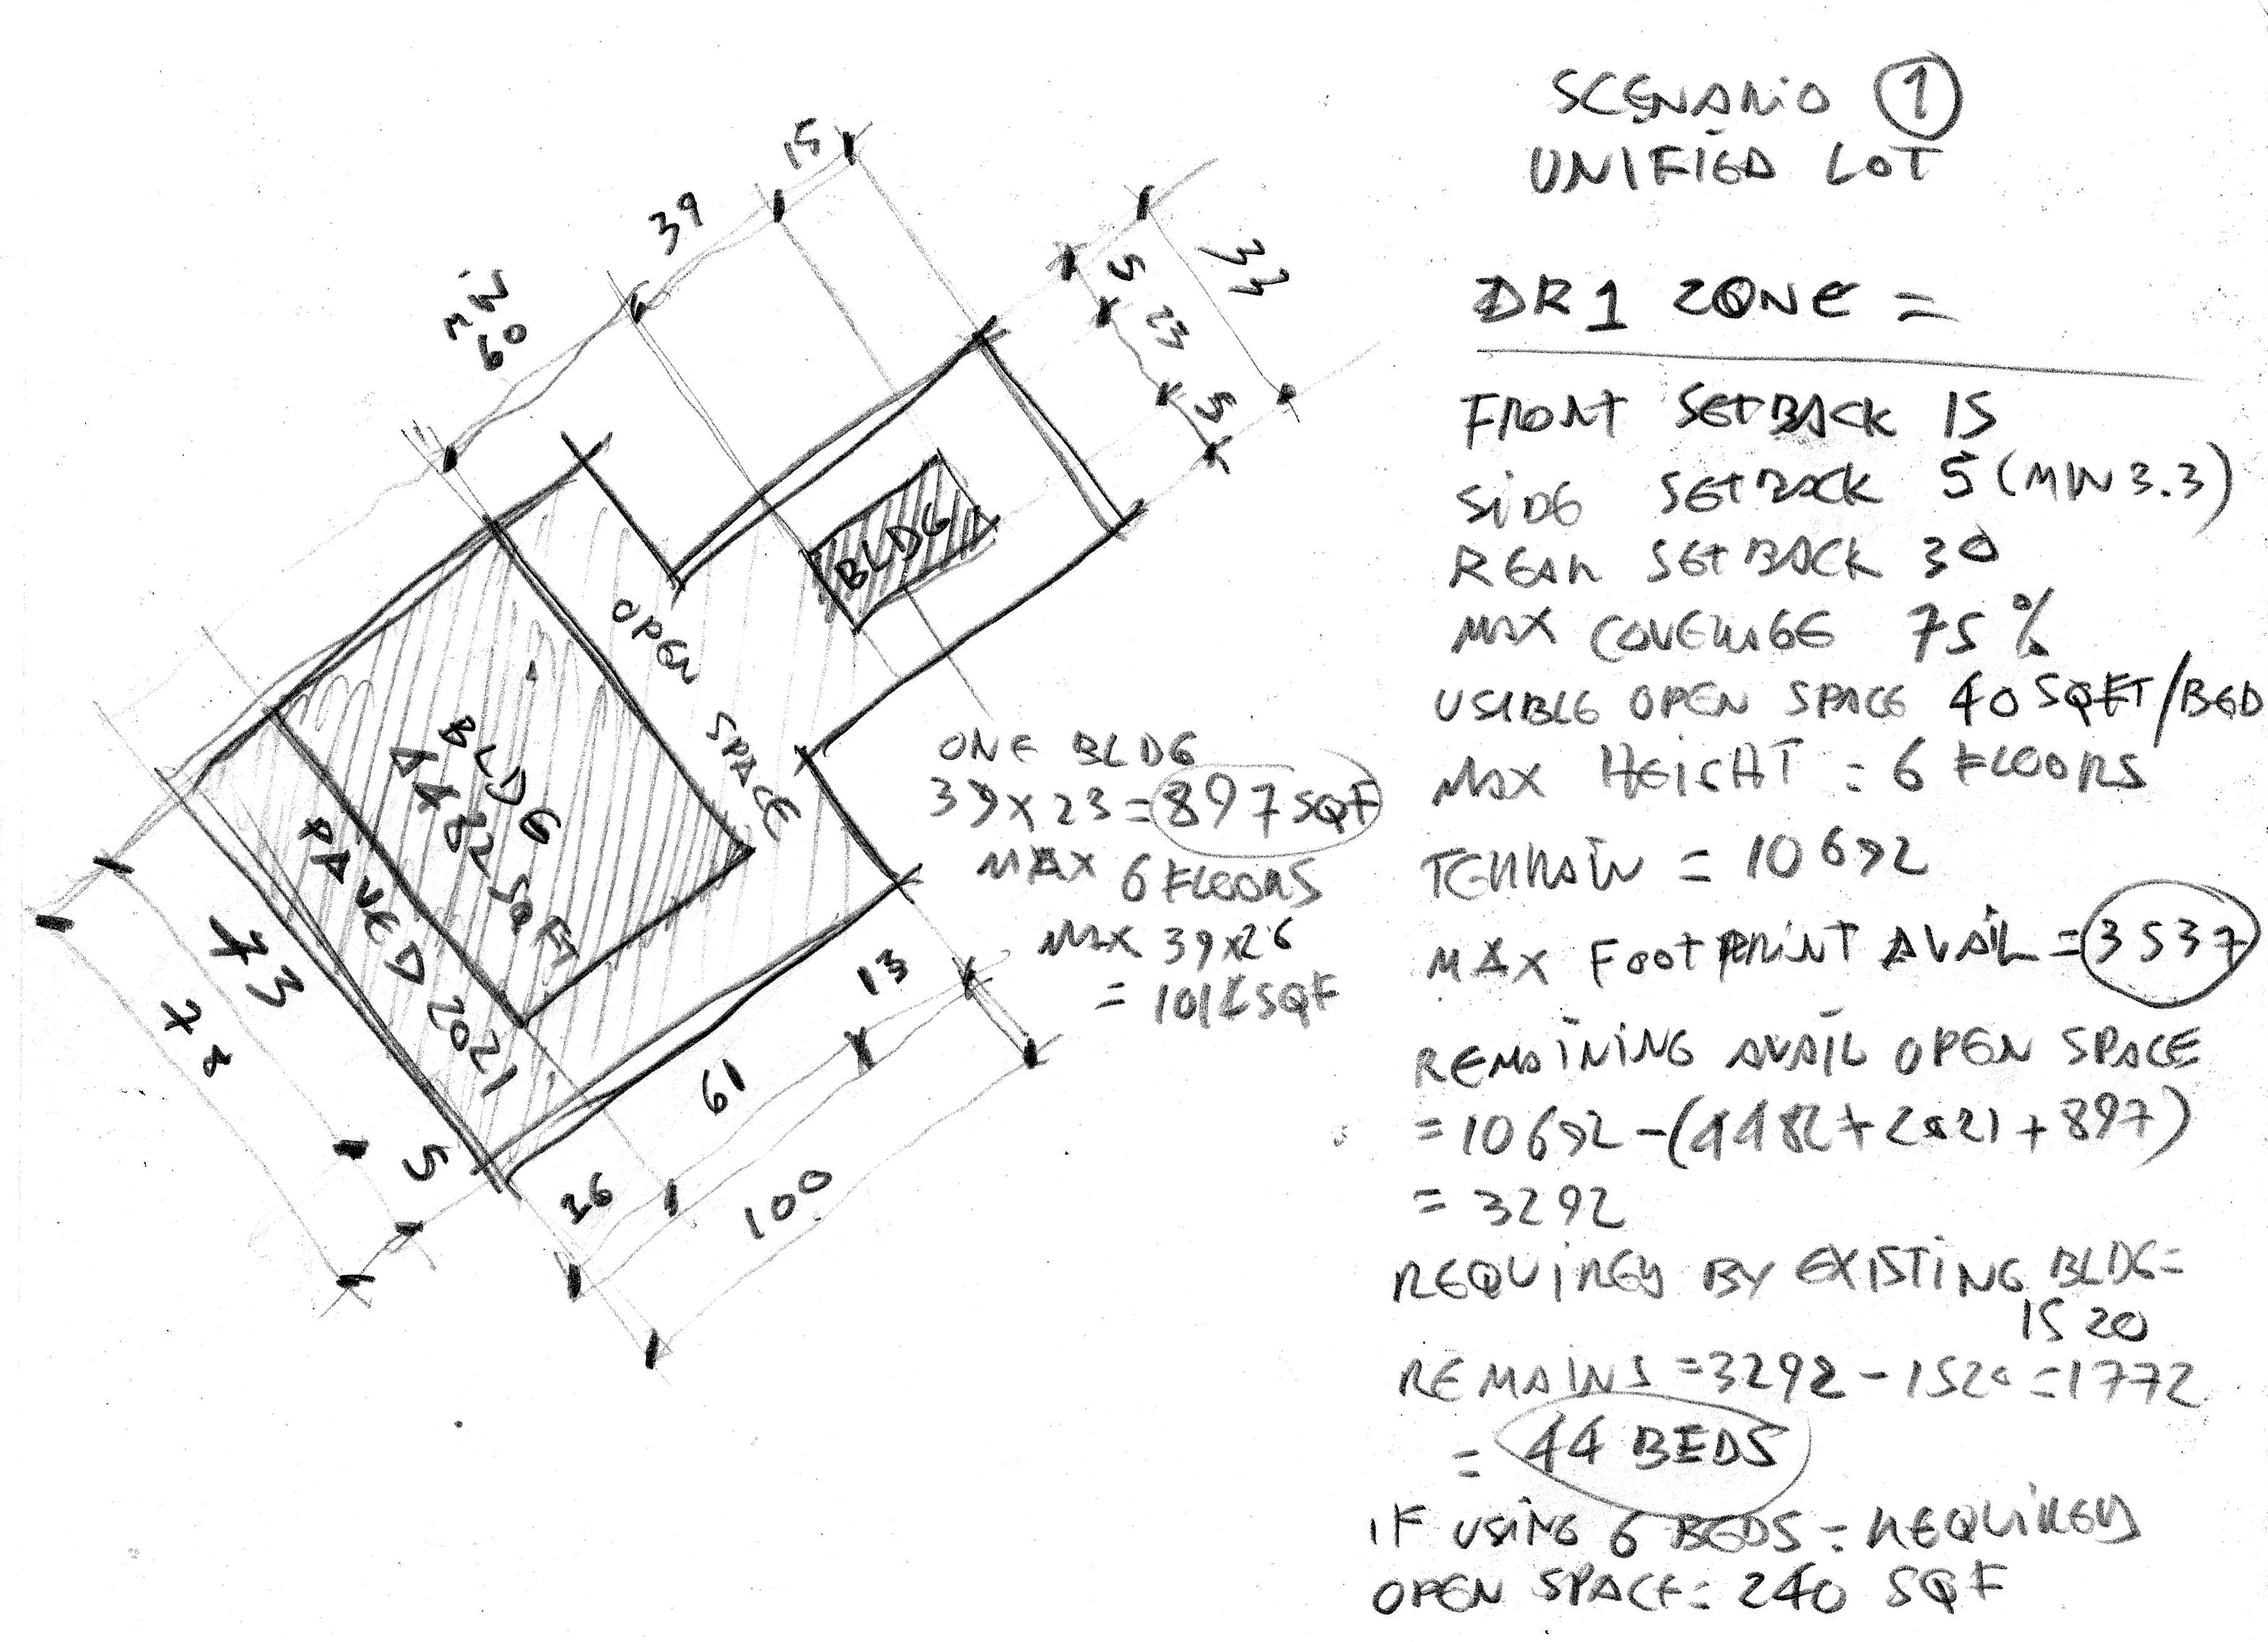 SCENARIO 1
UNIFIED LOT
DR1 ZONE =
FRONT SETBACK 15
SIDE SETBACK 5 (MIN 3.3)
REAR SETBACK 30
MAX COVERAGE 75%
USIBLE OPEN SPACE 40 SQFT/BED
MAX HEIGHT = 6 FLOORS
TERRAIN = 10692
MAX FOOTPRINT AVAIL = 3537
REMAINING AVAIL OPEN SPACE
= 10692 - (4482 + 2021 + 897)
= 3292
REQUIRED BY EXISTING BLDG =
1520
REMAINS = 3292 - 1520 = 1772
= 44 BEDS
IF USING 6 BEDS = REQUIRED
OPEN SPACE = 240 SQF
15
39
MIN
60
33
5
23
5
BLDG
OPEN
SPACE
BLDG
4482 SQFT
PAVED 2021
ONE BLDG
39 x 23 = 897 SQF
MAX 6 FLOORS
MAX 39 x 26
= 1014 SQF
73
78
5
26
61
13
100